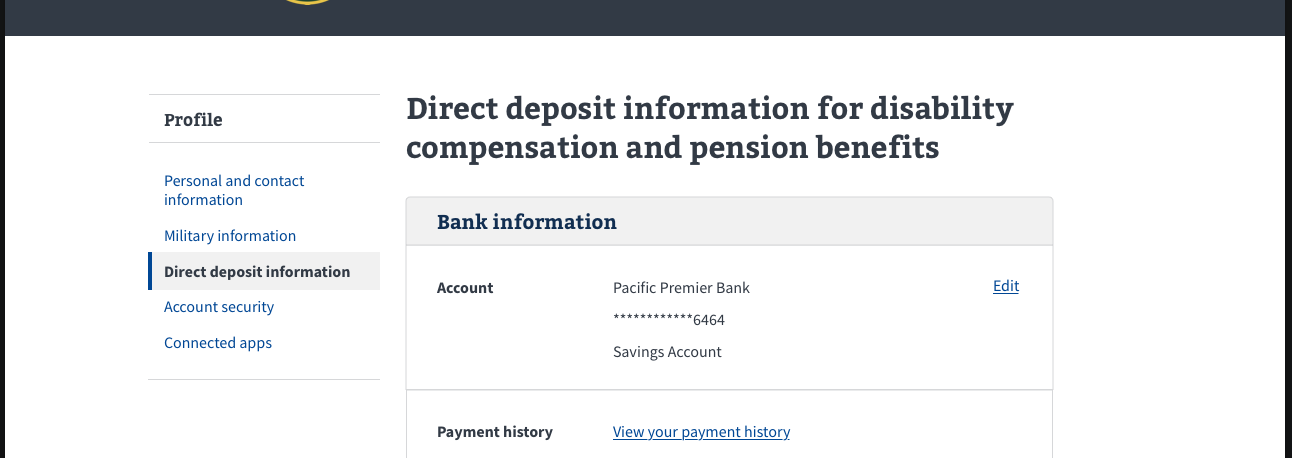 Profile
Personal and contact
information
Military information
Direct deposit information
Account security
Connected apps
Direct deposit information for disability
compensation and pension benefits
Bank information
Account
Pacific Premier Bank
Edit
************6464
Savings Account
Payment history
View your payment history